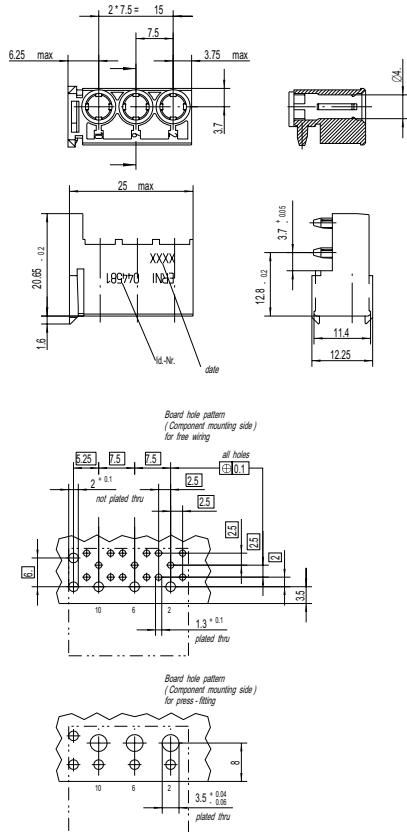 2 * 7.5 = 15
7.5
6.25 max
3.75 max
3.7
Ø4.
25 max
20.65 - 0.2
1.6
XXXX
ERNI 044581
Id.-Nr.
date
3.7 + 0.05
12.8 - 0.2
11.4
12.25
Board hole pattern
( Component mounting side )
for free wiring
all holes
⌖ 0.1
5.25
7.5
7.5
2 + 0.1
not plated thru
2.5
2.5
2.5
2.5
2
3.5
6.
10
6
2
1.3 + 0.1
plated thru
Board hole pattern
( Component mounting side )
for press - fitting
10
6
2
8
3.5 + 0.04 - 0.06
plated thru